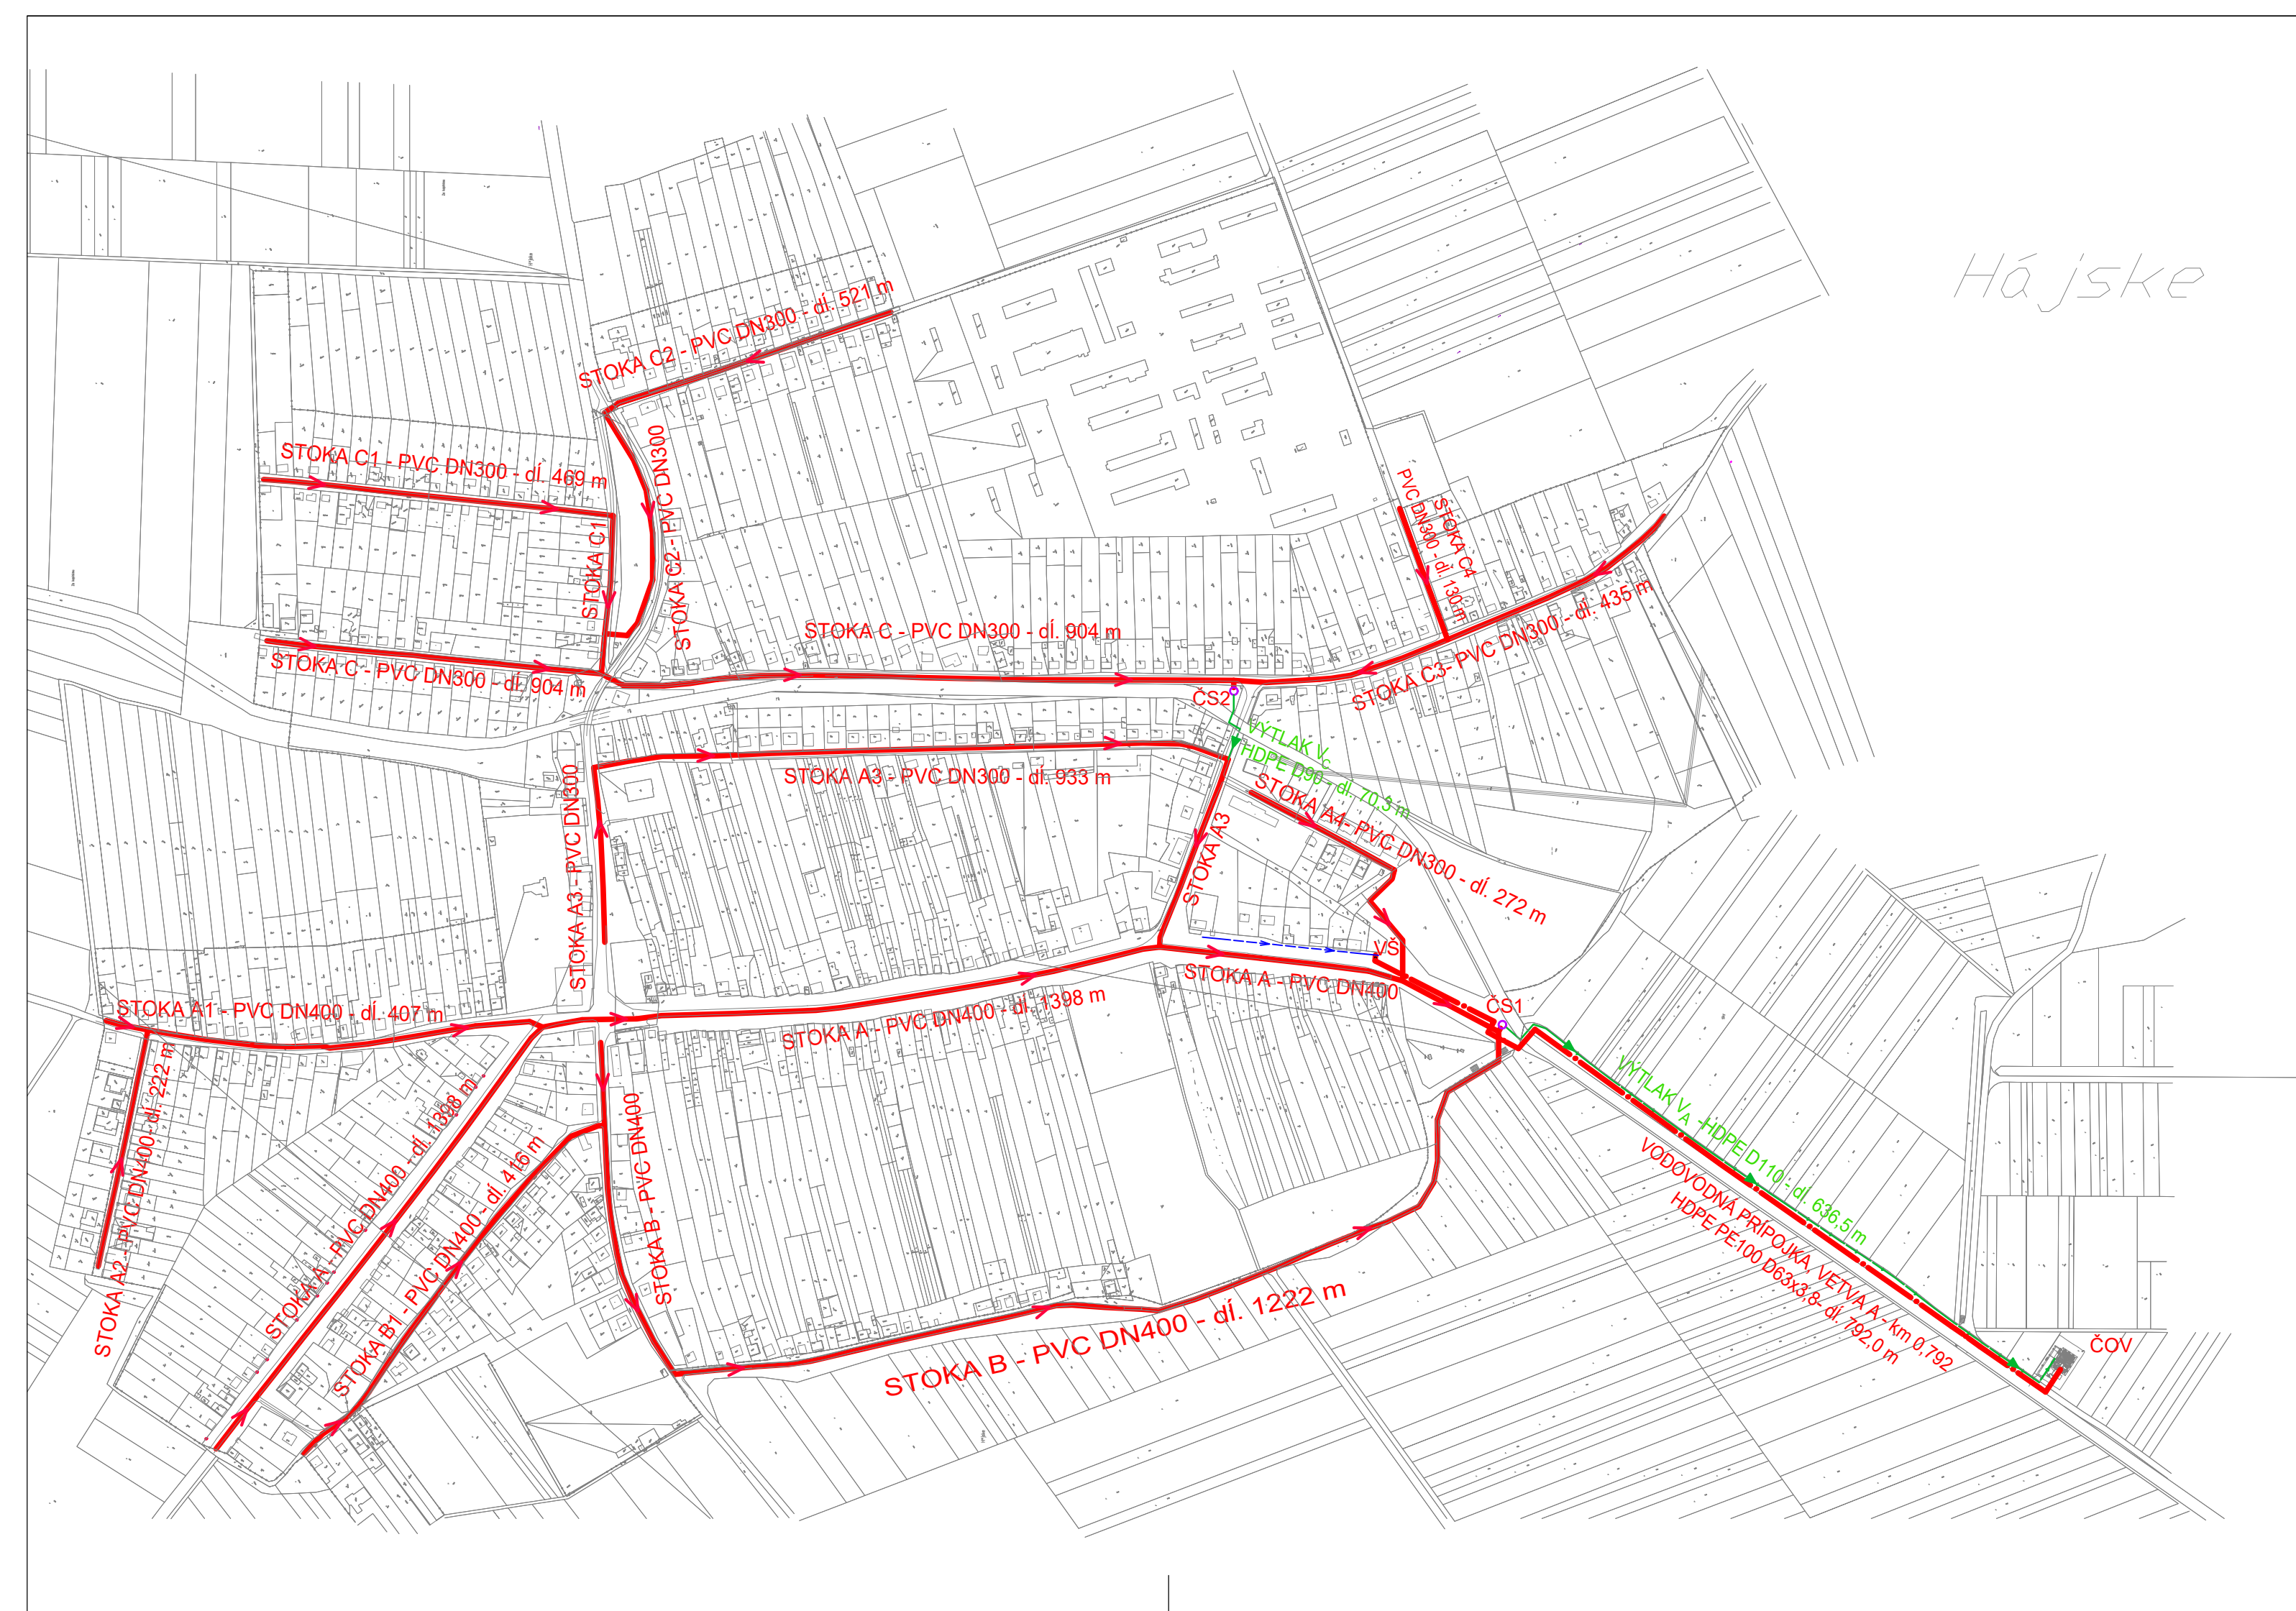 Hájske
STOKA C2 - PVC DN300 - dĺ. 521 m
STOKA C1 - PVC DN300 - dĺ. 469 m
STOKA C2 - PVC DN300
STOKA C1
PVC DN300 - dĺ. 130 m
STOKA C4
STOKA C - PVC DN300 - dĺ. 904 m
STOKA C - PVC DN300 - dĺ. 904 m
STOKA C3- PVC DN300 - dĺ. 435 m
ČS2
VÝTLAK VC
HDPE D90 - dĺ. 70,3 m
STOKA A3 - PVC DN300 - dĺ. 933 m
STOKA A3 - PVC DN300
STOKA A3
STOKA A4- PVC DN300 - dĺ. 272 m
VŠ
STOKA A - PVC DN400
STOKA A1 - PVC DN400 - dĺ. 407 m
STOKA A - PVC DN400 - dĺ. 1398 m
ČS1
STOKA A2 - PVC DN400- dĺ. 222 m
STOKA A - PVC DN400 - dĺ. 1398 m
STOKA B1 - PVC DN400 - dĺ. 416 m
STOKA B - PVC DN400
VÝTLAK VA -HDPE D110 - dĺ. 636,5 m
VODOVODNÁ PRÍPOJKA, VETVA A - km 0,792
HDPE PE100 D63x3,8- dĺ. 792,0 m
STOKA B - PVC DN400 - dĺ. 1222 m
ČOV